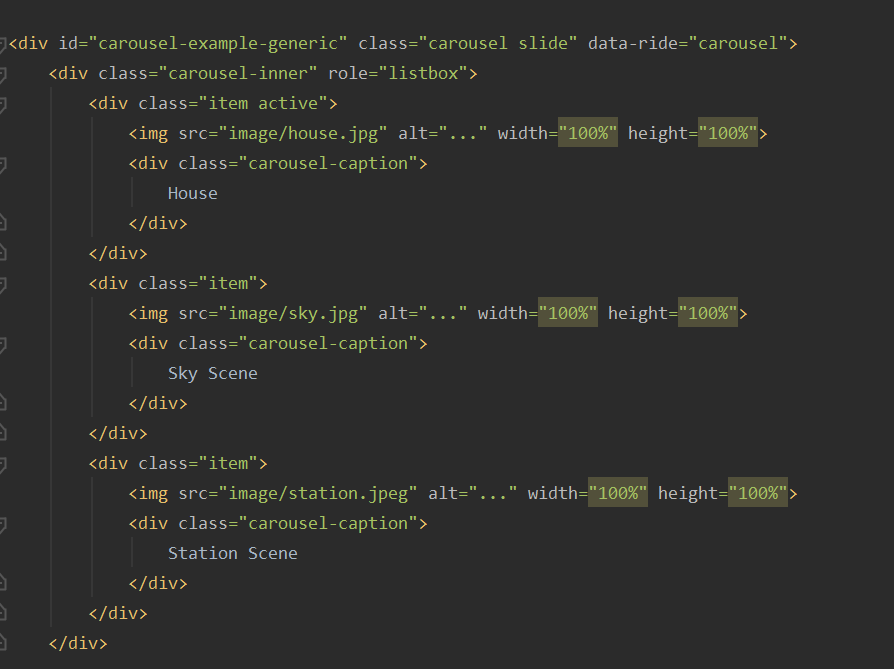 <div id="carousel-example-generic" class="carousel slide" data-ride="carousel">
    <div class="carousel-inner" role="listbox">
        <div class="item active">
            <img src="image/house.jpg" alt="..." width="100%" height="100%">
            <div class="carousel-caption">
                House
            </div>
        </div>
        <div class="item">
            <img src="image/sky.jpg" alt="..." width="100%" height="100%">
            <div class="carousel-caption">
                Sky Scene
            </div>
        </div>
        <div class="item">
            <img src="image/station.jpeg" alt="..." width="100%" height="100%">
            <div class="carousel-caption">
                Station Scene
            </div>
        </div>
    </div>